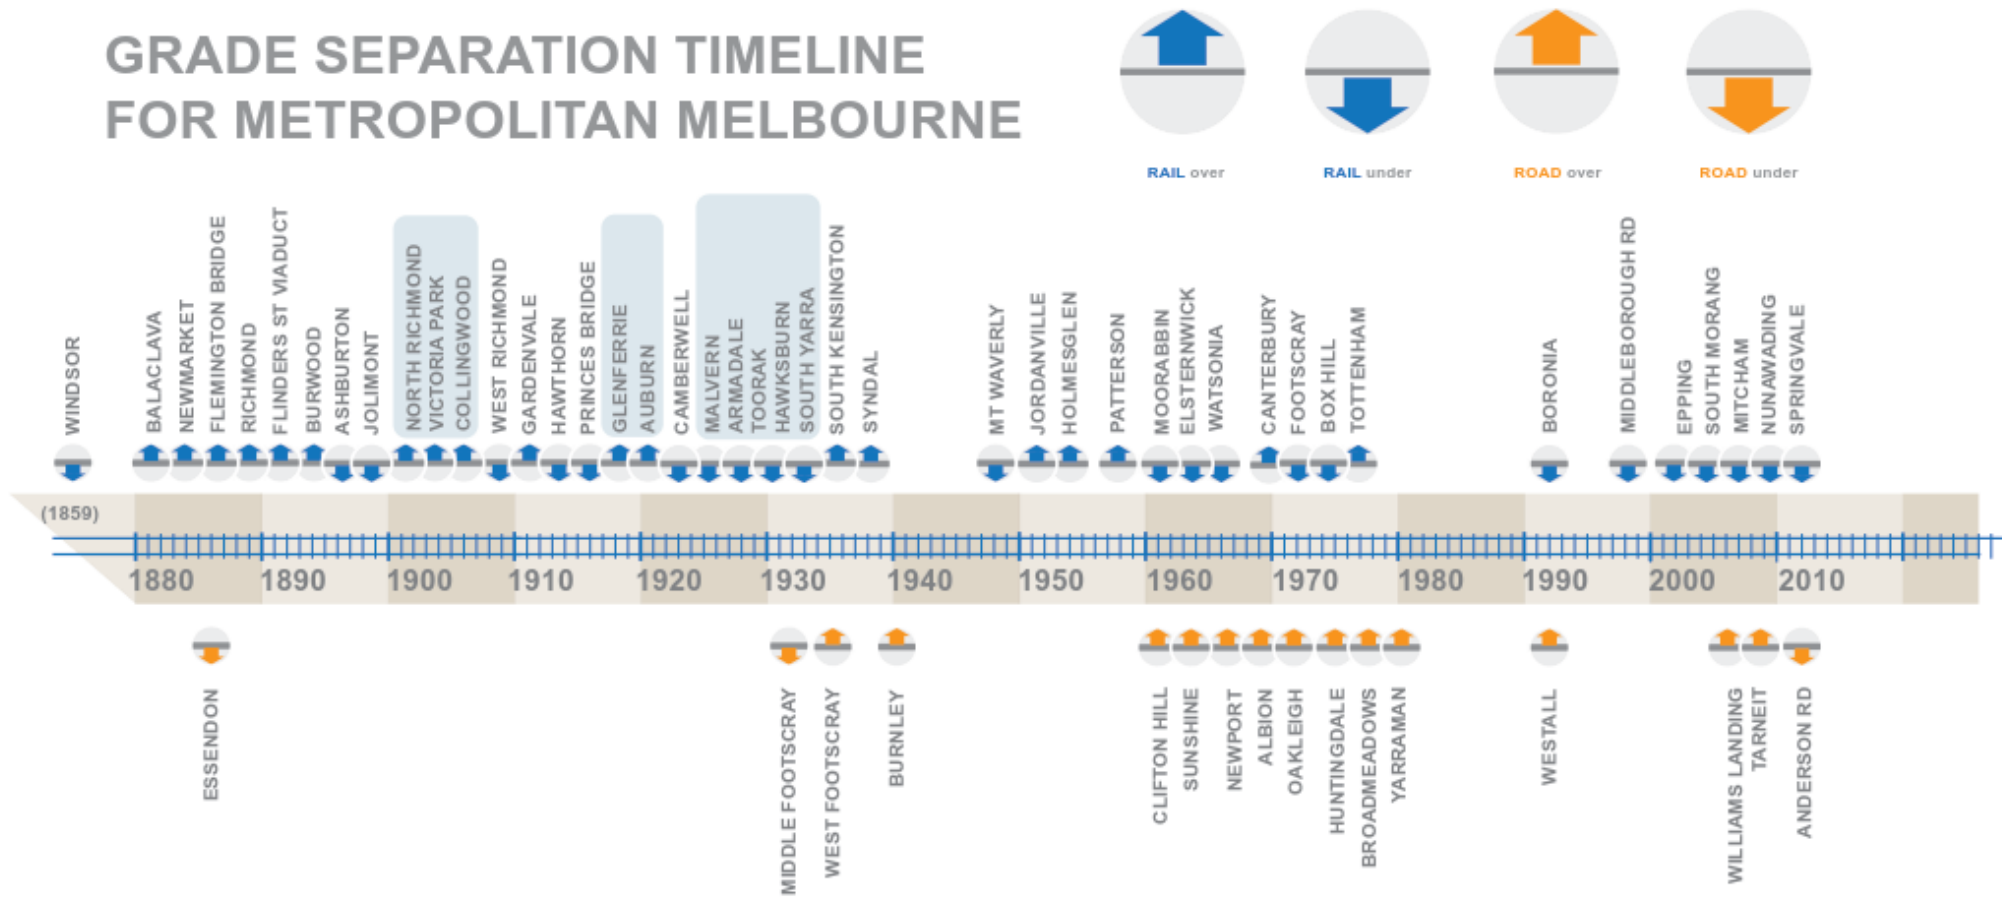 GRADE SEPARATION TIMELINE
FOR METROPOLITAN MELBOURNE
RAIL over
RAIL under
ROAD over
ROAD under
WINDSOR
BALACLAVA
NEWMARKET
FLEMINGTON BRIDGE
RICHMOND
FLINDERS ST VIADUCT
BURWOOD
ASHBURTON
JOLIMONT
NORTH RICHMOND
VICTORIA PARK
COLLINGWOOD
WEST RICHMOND
GARDENVALE
HAWTHORN
PRINCES BRIDGE
GLENFERRIE
AUBURN
CAMBERWELL
MALVERN
ARMADALE
TOORAK
HAWKSBURN
SOUTH YARRA
SOUTH KENSINGTON
SYNDAL
MT WAVERLY
JORDANVILLE
HOLMESGLEN
PATTERSON
MOORABBIN
ELSTERNWICK
WATSONIA
CANTERBURY
FOOTSCRAY
BOX HILL
TOTTENHAM
BORONIA
MIDDLEBOROUGH RD
EPPING
SOUTH MORANG
MITCHAM
NUNAWADING
SPRINGVALE
(1859)
1880
1890
1900
1910
1920
1930
1940
1950
1960
1970
1980
1990
2000
2010
ESSENDON
MIDDLE FOOTSCRAY
WEST FOOTSCRAY
BURNLEY
CLIFTON HILL
SUNSHINE
NEWPORT
ALBION
OAKLEIGH
HUNTINGDALE
BROADMEADOWS
YARRAMAN
WESTALL
WILLIAMS LANDING
TARNEIT
ANDERSON RD